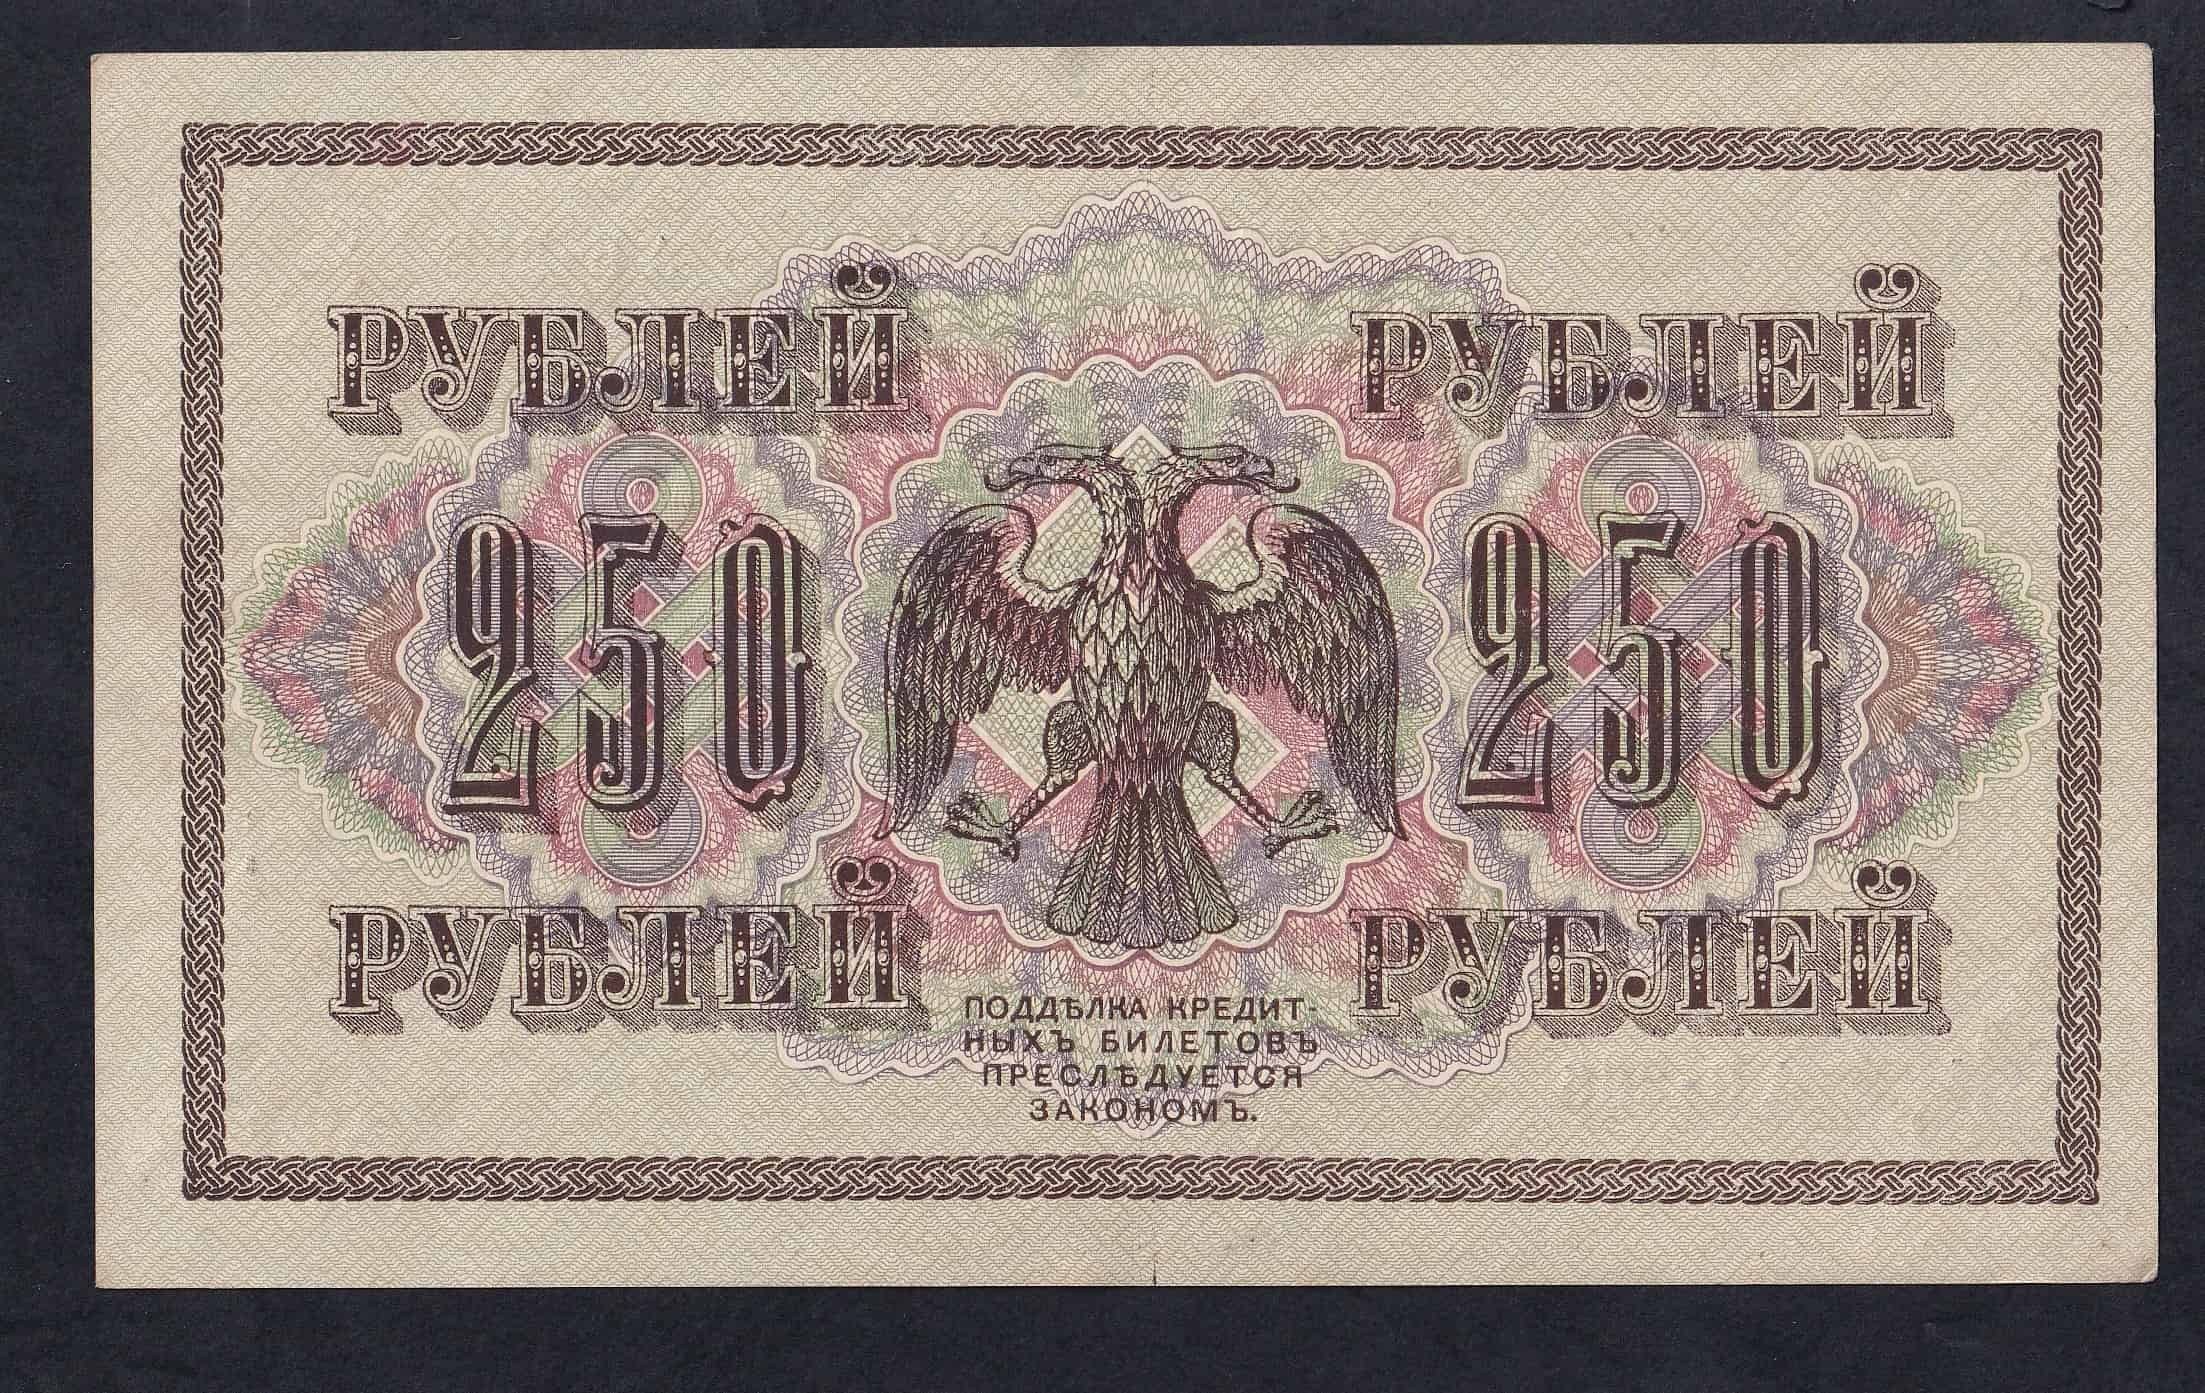 РУБЛЕЙ РУБЛЕЙ
250 250
РУБЛЕЙ РУБЛЕЙ
ПОДДѢЛКА КРЕДИТ-
НЫХЪ БИЛЕТОВЪ
ПРЕСЛѢДУЕТСЯ
ЗАКОНОМЪ.